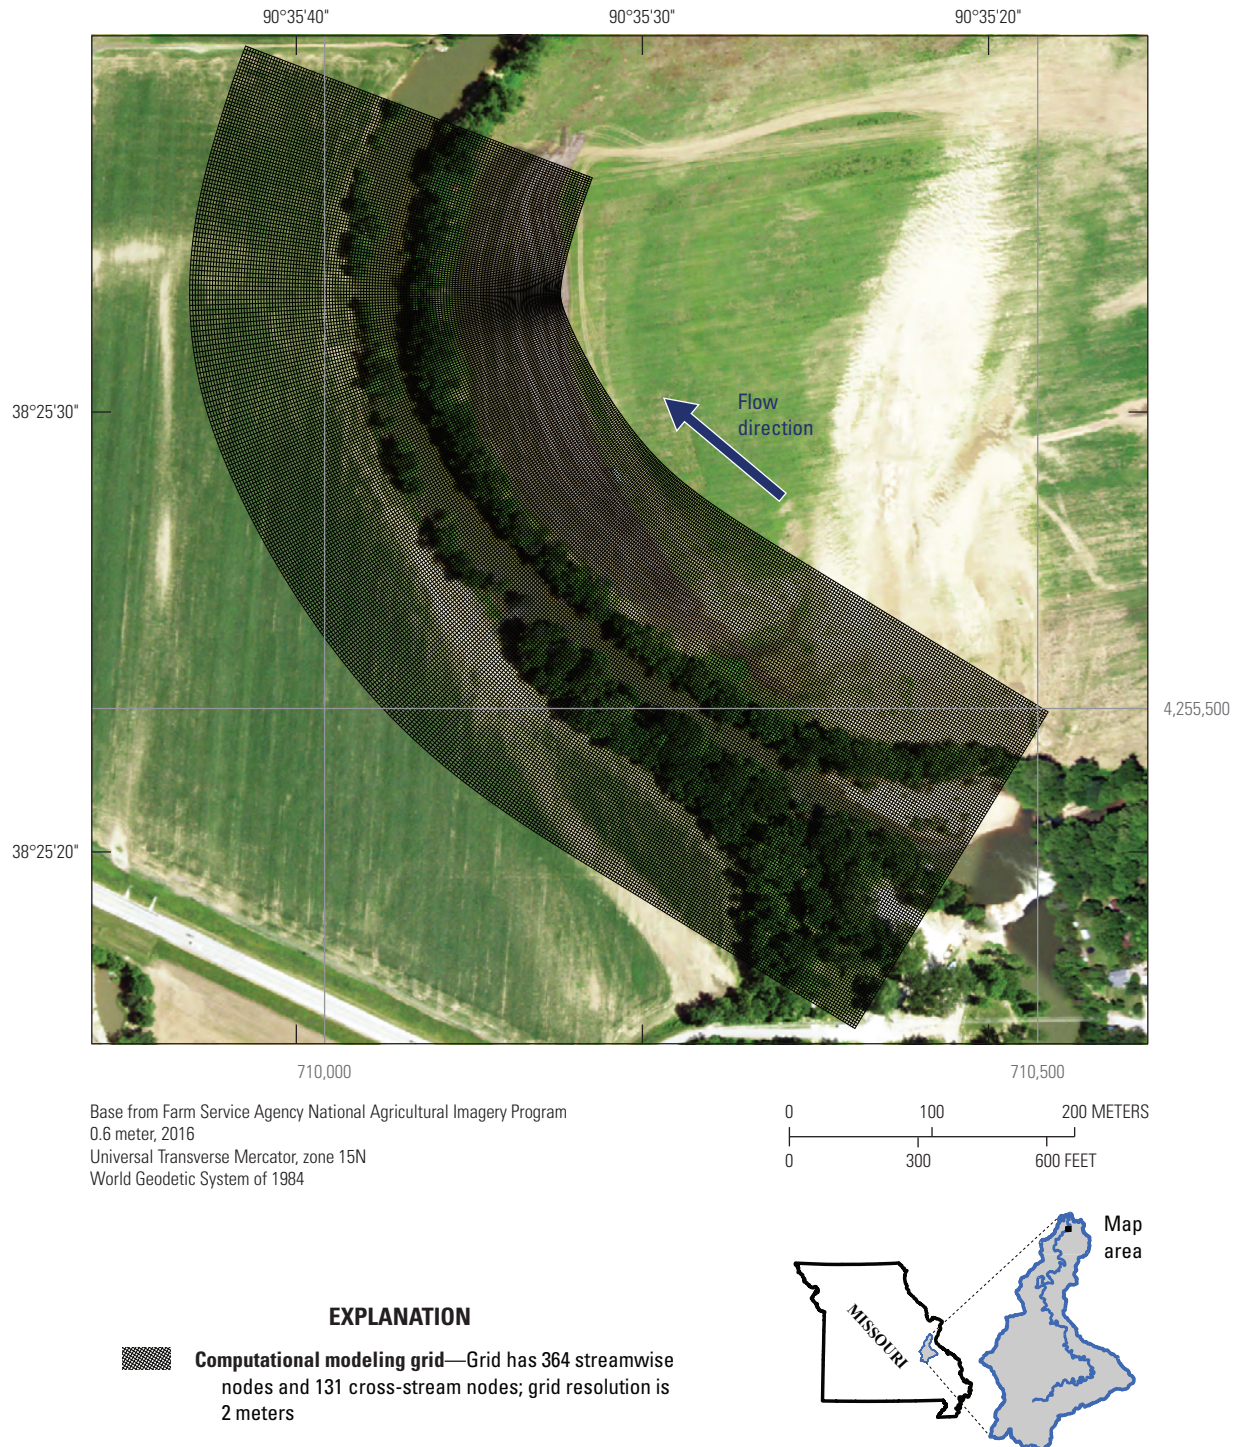 90°35'40"
90°35'30"
90°35'20"
38°25'30"
Flow
direction
4,255,500
38°25'20"
710,000
710,500
Base from Farm Service Agency National Agricultural Imagery Program
0.6 meter, 2016
Universal Transverse Mercator, zone 15N
World Geodetic System of 1984
0 100 200 METERS
0 300 600 FEET
Map
area
MISSOURI
EXPLANATION
Computational modeling grid—Grid has 364 streamwise
nodes and 131 cross-stream nodes; grid resolution is
2 meters